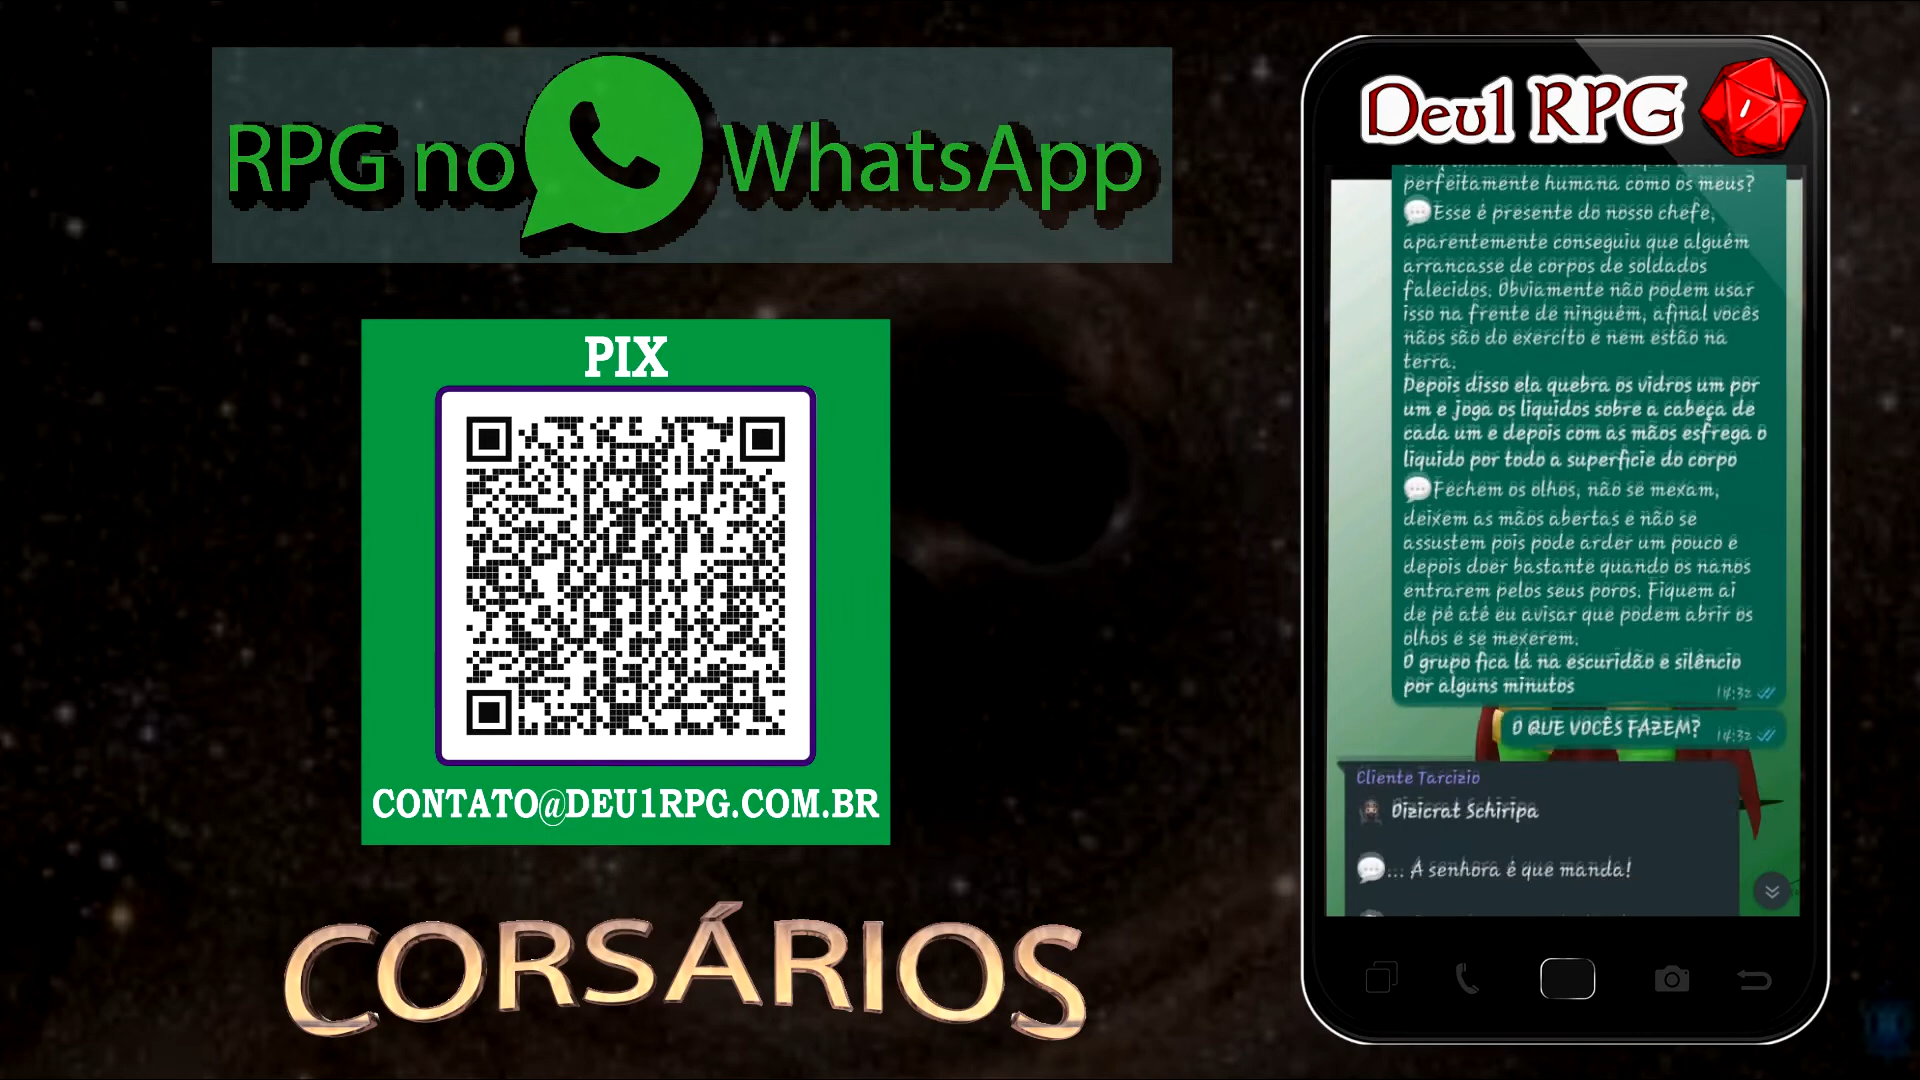 RPG no WhatsApp
PIX
CONTATO@DEU1RPG.COM.BR
CORSÁRIOS
Deu1 RPG
perfeitamente humana como os meus?
Esse é presente do nosso chefe,
aparentemente conseguiu que alguém
arrancasse de corpos de soldados
falecidos. Obviamente não podem usar
isso na frente de ninguém, afinal vocês
nãos são do exercíto e nem estão na
terra.
Depois disso ela quebra os vidros um por
um e joga os liquidos sobre a cabeça de
cada um e depois com as mãos esfrega o
liquido por todo a superficie do corpo
Fechem os olhos, não se mexam,
deixem as mãos abertas e não se
assustem pois pode arder um pouco e
depois doer bastante quando os nanos
entrarem pelos seus poros. Fiquem ai
de pé até eu avisar que podem abrir os
olhos e se mexerem.
O grupo fica lá na escuridão e silêncio
por alguns minutos
14:32
O QUE VOCÊS FAZEM?
14:32
Cliente Tarcizio
Dizicrat Schiripa
... A senhora é que manda!